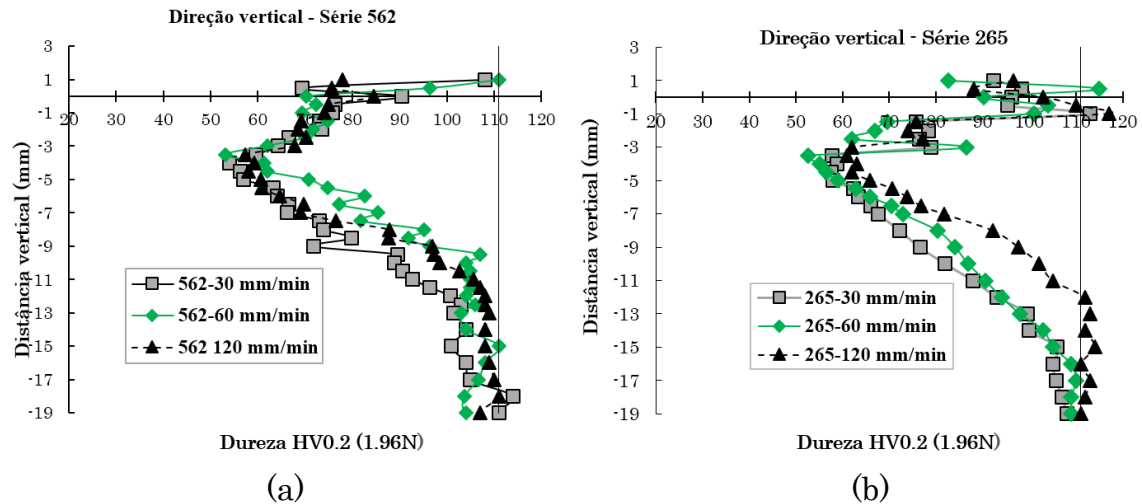 Direção vertical - Série 562
3
1
-1
-3
-5
-7
-9
-11
-13
-15
-17
-19
20 30 40 50 60 70 80 90 100 110 120
Distância vertical (mm)
562-30 mm/min
562-60 mm/min
562 120 mm/min
Dureza HV0.2 (1.96N)
(a)
Direção vertical - Série 265
3
1
-1
-3
-5
-7
-9
-11
-13
-15
-17
-19
20 30 40 50 60 70 80 90 100 110 120
Distância vertical (mm)
265-30 mm/min
265-60 mm/min
265-120 mm/min
Dureza HV0.2 (1.96N)
(b)